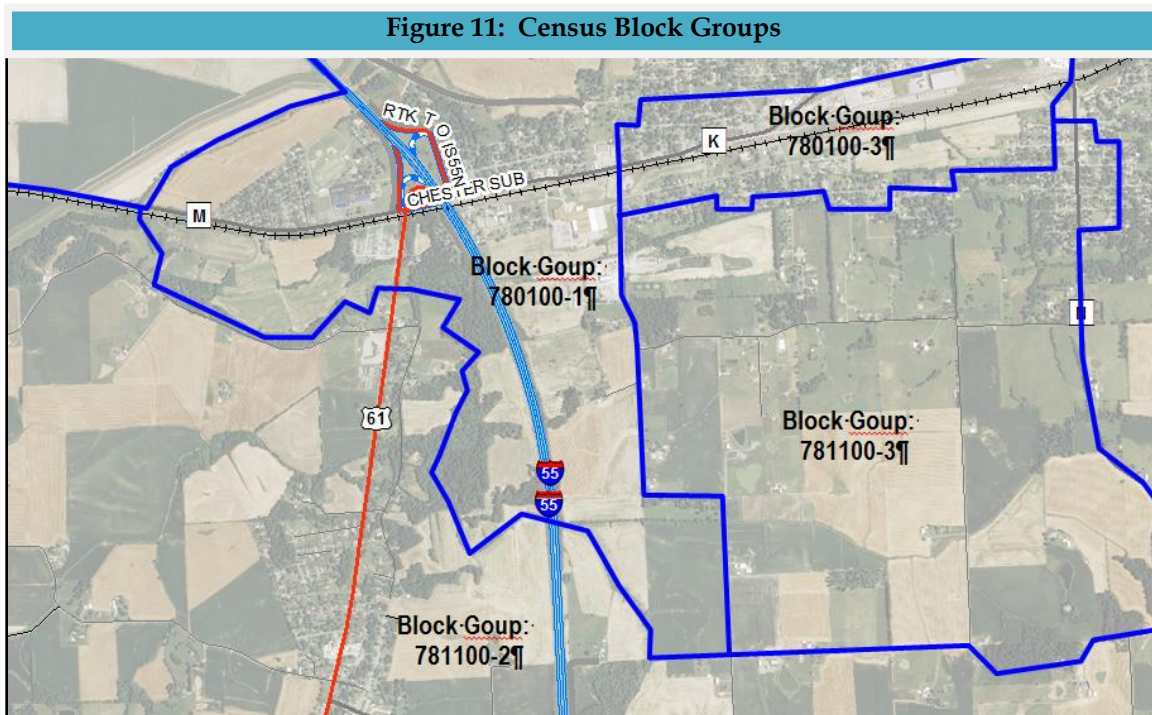 Figure 11: Census Block Groups
RTK T O IS55N
Block·Goup:
780100-3¶
K
CHESTER SUB
M
Block·Goup:
780100-1¶
N
61
Block·Goup:
781100-3¶
55
55
Block·Goup:
781100-2¶